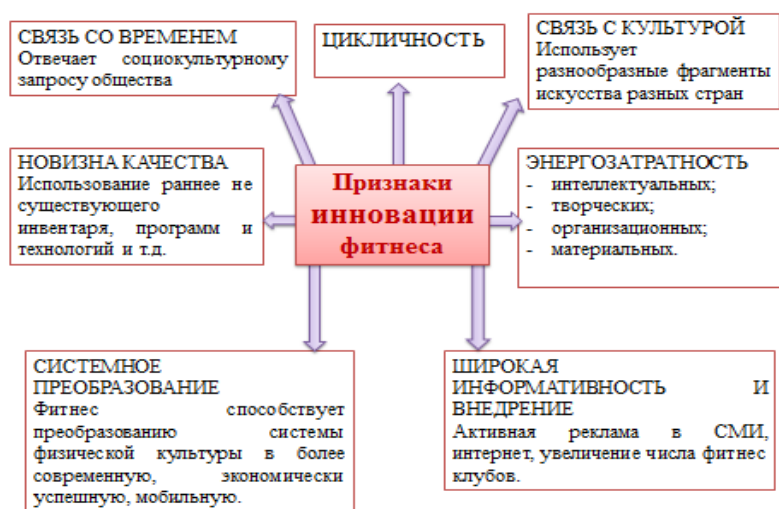 СВЯЗЬ СО ВРЕМЕНЕМ
Отвечает социокультурному
запросу общества
ЦИКЛИЧНОСТЬ
СВЯЗЬ С КУЛЬТУРОЙ
Использует
разнообразные фрагменты
искусства разных стран
НОВИЗНА КАЧЕСТВА
Использование раннее не
существующего
инвентаря, программ и
технологий и т.д.
Признаки
инновации
фитнеса
ЭНЕРГОЗАТРАТНОСТЬ
- интеллектуальных;
- творческих;
- организационных;
- материальных.
СИСТЕМНОЕ
ПРЕОБРАЗОВАНИЕ
Фитнес способствует
преобразованию системы
физической культуры в более
современную, экономически
успешную, мобильную.
ШИРОКАЯ
ИНФОРМАТИВНОСТЬ И
ВНЕДРЕНИЕ
Активная реклама в СМИ,
интернет, увеличение числа фитнес
клубов.